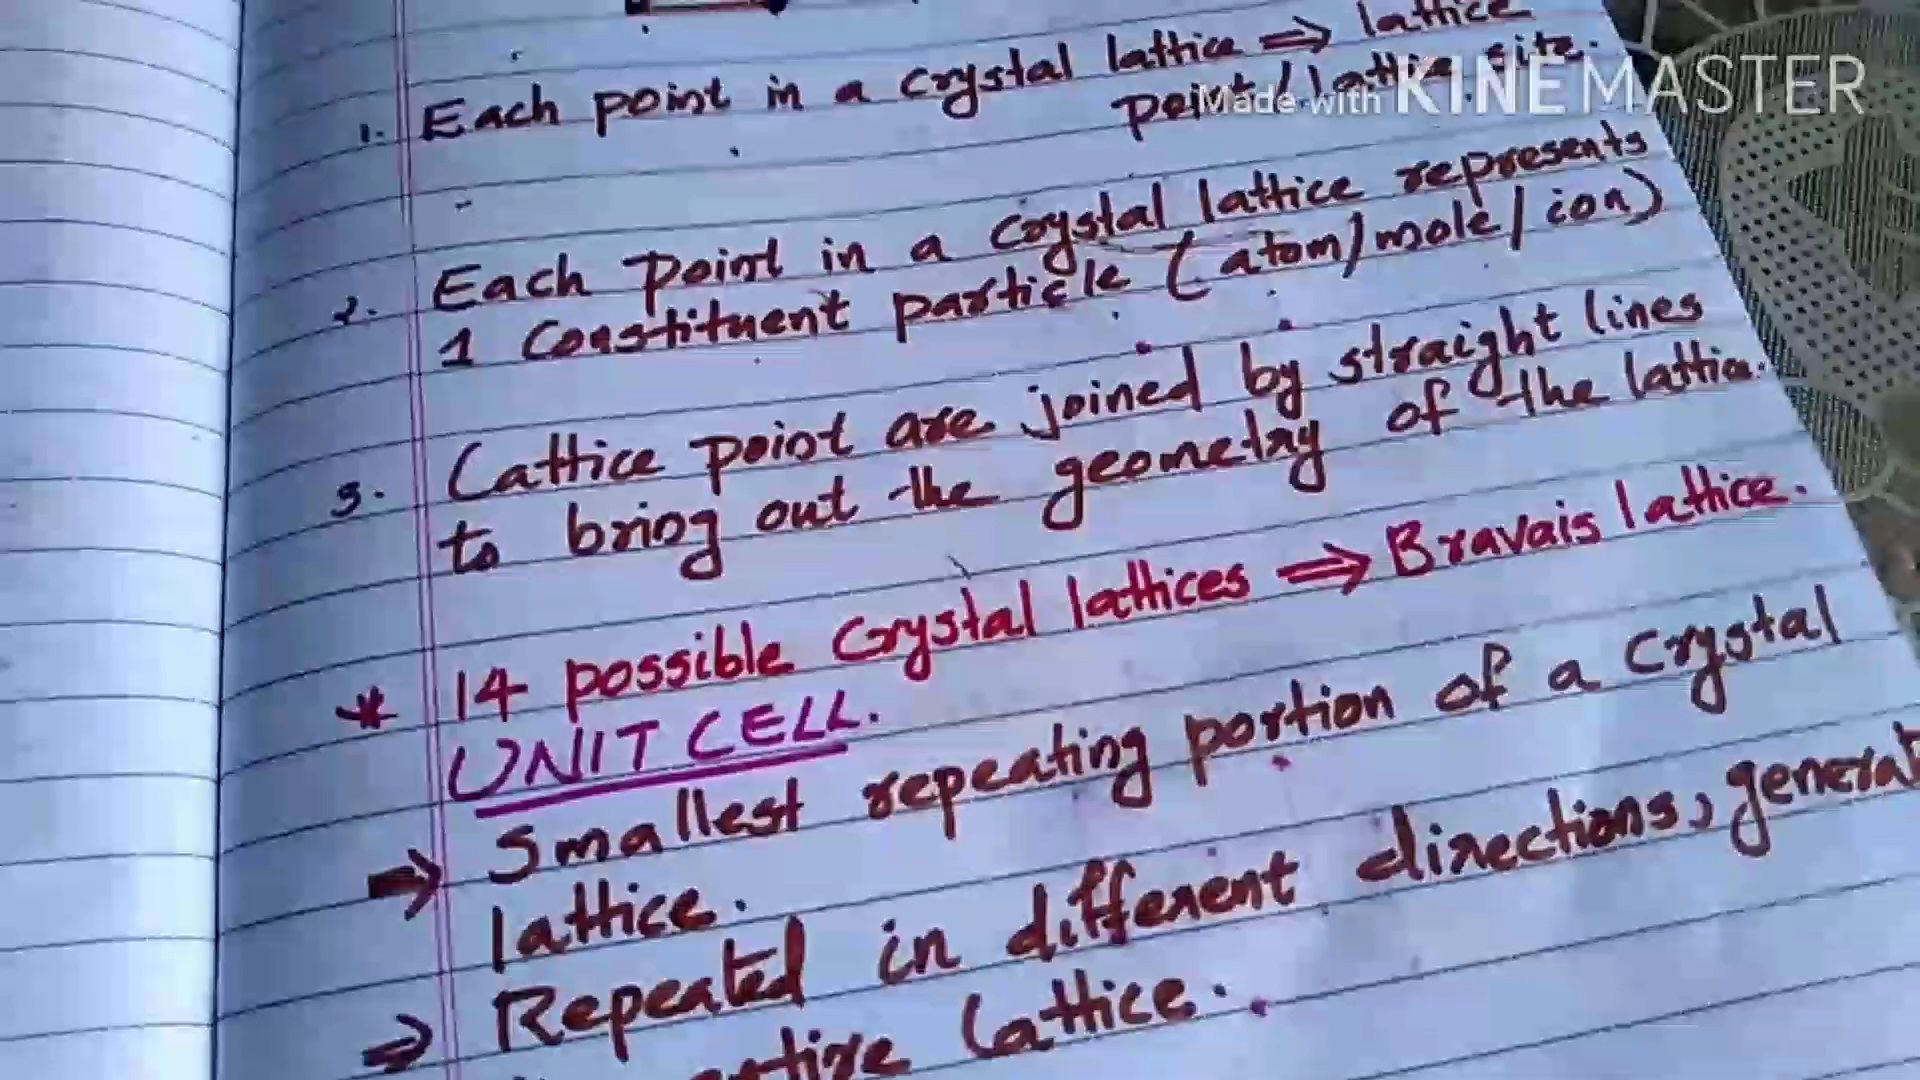 1. Each point in a crystal lattice ⇒ lattice
point / lattice site.
Made with KINEMASTER
2. Each point in a crystal lattice represents
1 Constituent particle (atom/mole/ion)
3. Lattice point are joined by straight lines
to bring out the geometry of the lattice.
* 14 possible Crystal lattices ⇒ Bravais lattice.
UNIT CELL.
⇒ Smallest repeating portion of a crystal
lattice.
⇒ Repeated in different directions, generat
entire Lattice.